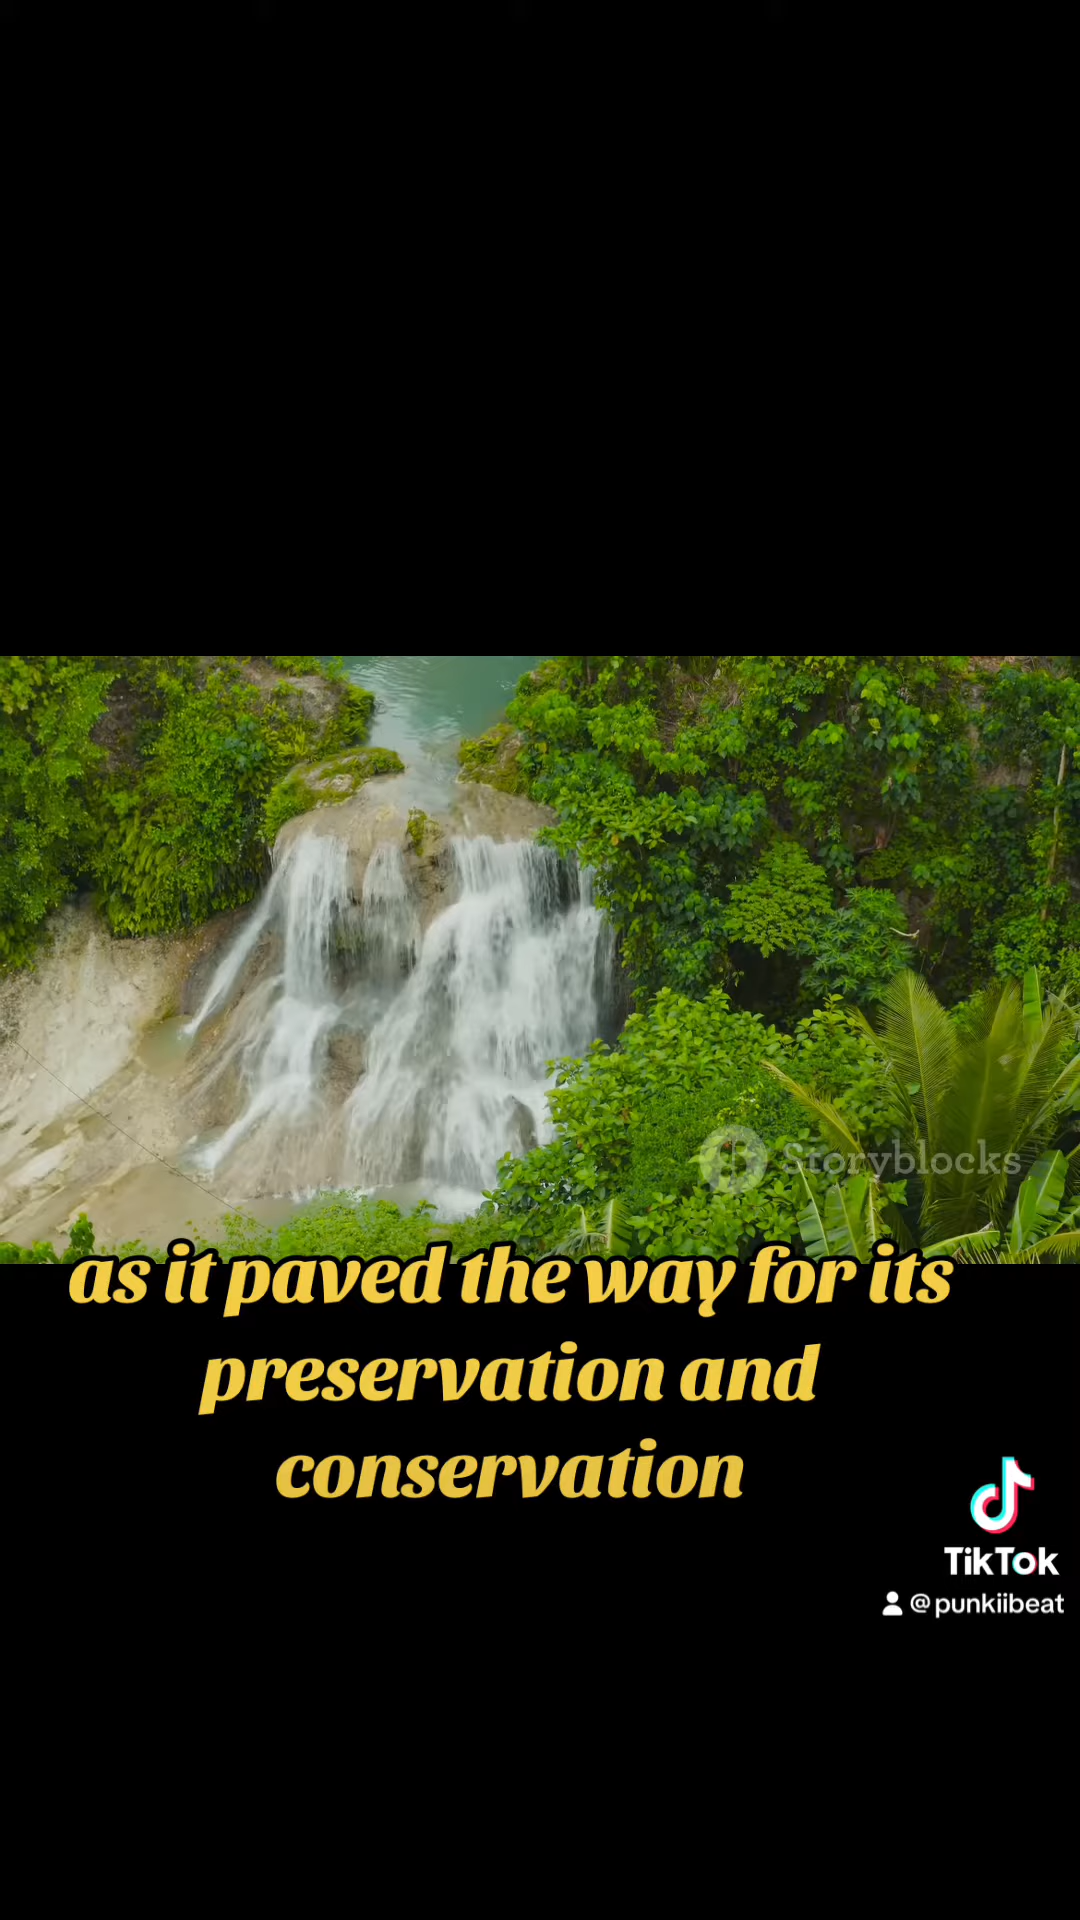 Storyblocks
as it paved the way for its
preservation and
conservation
TikTok
@punkiibeat